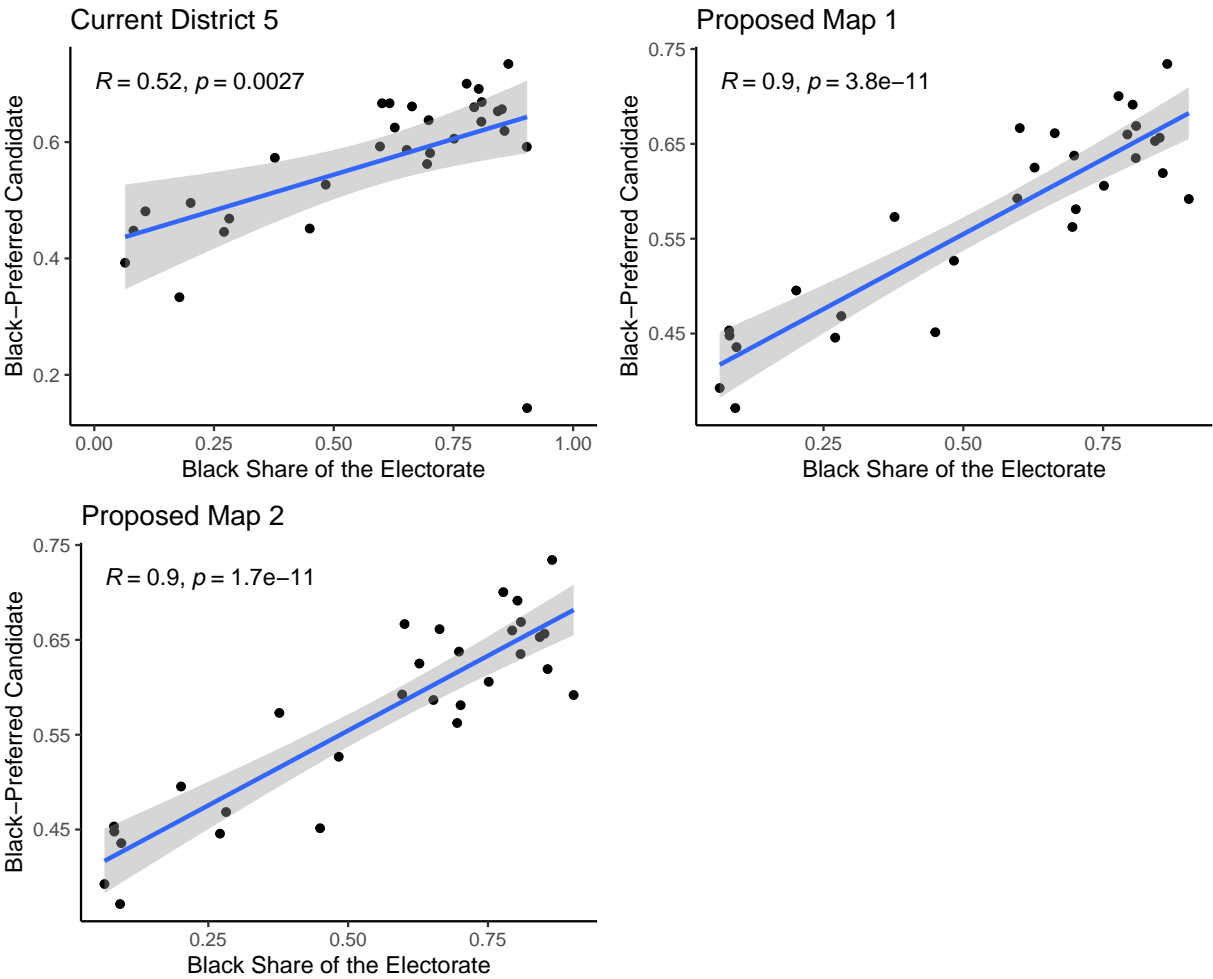 Current District 5
R = 0.52, p = 0.0027
0.6
0.4
0.2
Black−Preferred Candidate
0.00 0.25 0.50 0.75 1.00
Black Share of the Electorate
Proposed Map 1
R = 0.9, p = 3.8e−11
0.75
0.65
0.55
0.45
Black−Preferred Candidate
0.25 0.50 0.75
Black Share of the Electorate
Proposed Map 2
R = 0.9, p = 1.7e−11
0.75
0.65
0.55
0.45
Black−Preferred Candidate
0.25 0.50 0.75
Black Share of the Electorate